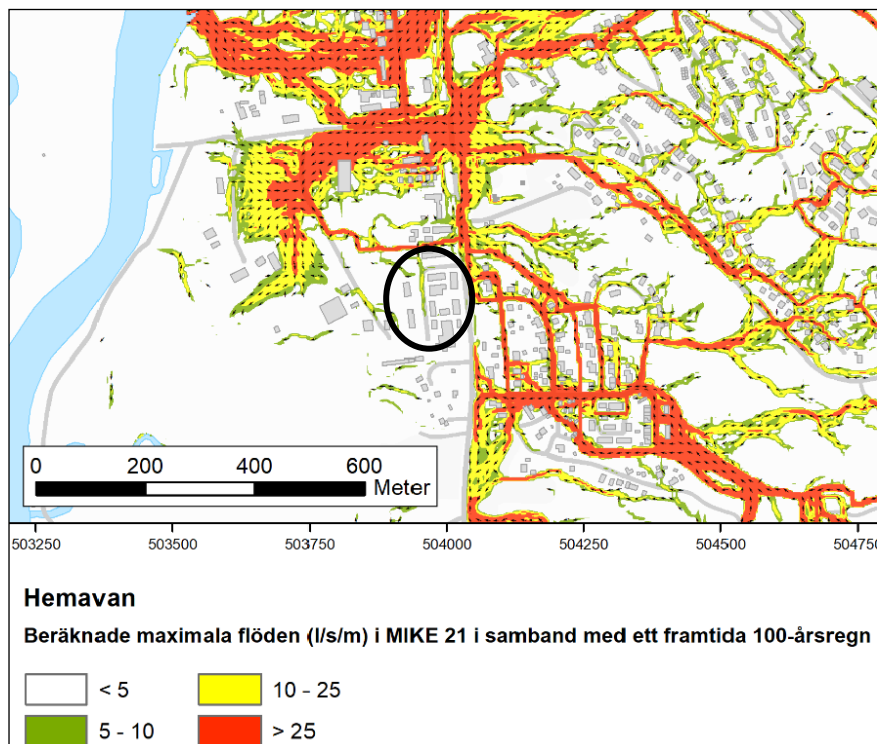 0 200 400 600
Meter
503250 503500 503750 504000 504250 504500 504750
Hemavan
Beräknade maximala flöden (l/s/m) i MIKE 21 i samband med ett framtida 100-årsregn
< 5 10 - 25
5 - 10 > 25